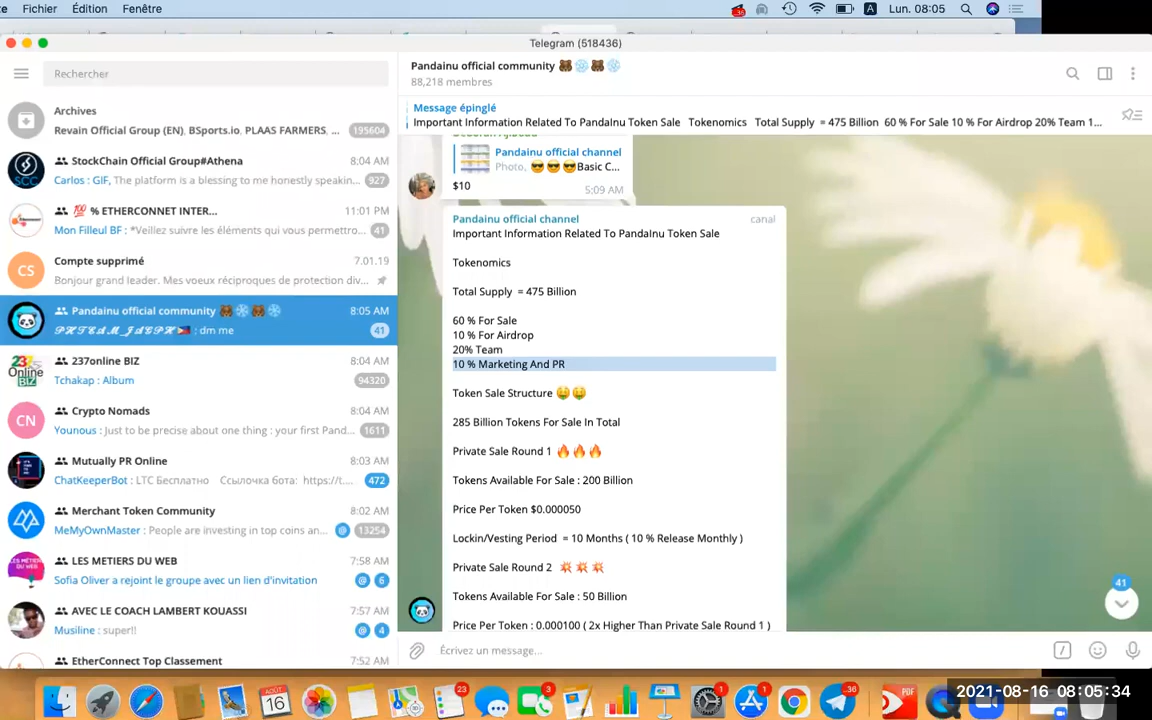 Fichier Édition Fenêtre
Lun. 08:05
Telegram (518436)
Rechercher
Archives
Revain Official Group (EN), BSports.io, PLAAS FARMERS, ... 195604
StockChain Official Group#Athena 8:04 AM
Carlos : GIF, The platform is a blessing to me honestly speakin... 927
💯 % ETHERCONNET INTER... 11:01 PM
Mon Filleul BF : *Veillez suivre les éléments qui vous permettro... 41
CS
Compte supprimé 7.01.19
Bonjour grand leader. Mes voeux réciproques de protection div...
Pandainu official community 🐻❄️🐻❄️ 8:05 AM
𝓟𝓗𝓣𝓔𝓐𝓜_𝓙𝓐𝓒𝓟𝓗🇵🇭 : dm me 41
237online BIZ 8:04 AM
Tchakap : Album 94320
CN
Crypto Nomads 8:04 AM
Younous : Just to be precise about one thing : your first Pand... 1611
Mutually PR Online 8:03 AM
ChatKeeperBot : LTC Бесплатно Ссылочка бота: https://t.... 472
Merchant Token Community 8:02 AM
MeMyOwnMaster : People are investing in top coins an... @ 13254
LES METIERS DU WEB 7:58 AM
Sofia Oliver a rejoint le groupe avec un lien d'invitation @ 6
AVEC LE COACH LAMBERT KOUASSI 7:57 AM
Musiline : super!! @ 4
EtherConnect Top Classement 7:52 AM
Pandainu official community 🐻❄️🐻❄️
88,218 membres
Message épinglé
Important Information Related To PandaInu Token Sale Tokenomics Total Supply = 475 Billion 60 % For Sale 10 % For Airdrop 20% Team 1...
Pandainu official channel
Photo, 😎😎😎Basic C...
$10 5:09 AM
Pandainu official channel canal
Important Information Related To PandaInu Token Sale
Tokenomics
Total Supply = 475 Billion
60 % For Sale
10 % For Airdrop
20% Team
10 % Marketing And PR
Token Sale Structure 🤑🤑
285 Billion Tokens For Sale In Total
Private Sale Round 1 🔥🔥🔥
Tokens Available For Sale : 200 Billion
Price Per Token $0.000050
Lockin/Vesting Period = 10 Months ( 10 % Release Monthly )
Private Sale Round 2 💥💥💥
Tokens Available For Sale : 50 Billion
Price Per Token : 0.000100 ( 2x Higher Than Private Sale Round 1 )
41
Écrivez un message...
2021-08-16 08:05:34